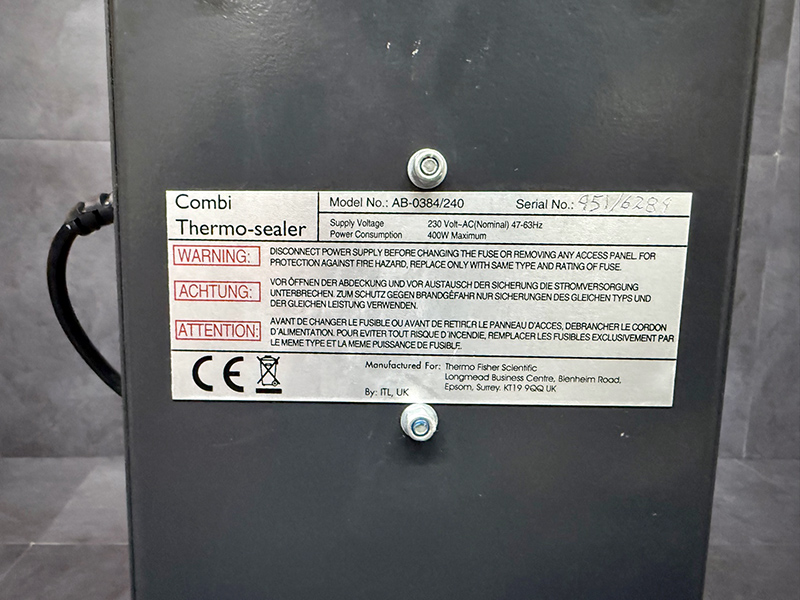 Combi
Thermo-sealer
Model No.: AB-0384/240 Serial No.: 451/6284
Supply Voltage 230 Volt~AC(Nominal) 47-63Hz
Power Consumption 400W Maximum
WARNING: DISCONNECT POWER SUPPLY BEFORE CHANGING THE FUSE OR REMOVING ANY ACCESS PANEL. FOR
PROTECTION AGAINST FIRE HAZARD, REPLACE ONLY WITH SAME TYPE AND RATING OF FUSE.
ACHTUNG: VOR ÖFFNEN DER ABDECKUNG UND VOR AUSTAUSCH DER SICHERUNG DIE STROMVERSORGUNG
UNTERBRECHEN. ZUM SCHUTZ GEGEN BRANDGEFÄHR NUR SICHERUNGEN DES GLEICHEN TYPS UND
DER GLEICHEN LEISTUNG VERWENDEN.
ATTENTION: AVANT DE CHANGER LE FUSIBLE OU AVANT DE RETIRCR LE PANNEAU D'ACCES, DEBRANCHER LE CORDON
D'ALIMENTATION. POUR EVITER TOUT RISQUE D'INCENDIE, REMPLACER LES FUSIBLES EXCLUSIVEMENT PAR
LE MEME TYPE ET LA MEME PUISSANCE DE FUSIBLE.
CE
Manufactured For: Thermo Fisher Scientific
Longmead Business Centre, Blenheim Road,
By: ITL, UK Epsom, Surrey. KT19 9QQ UK